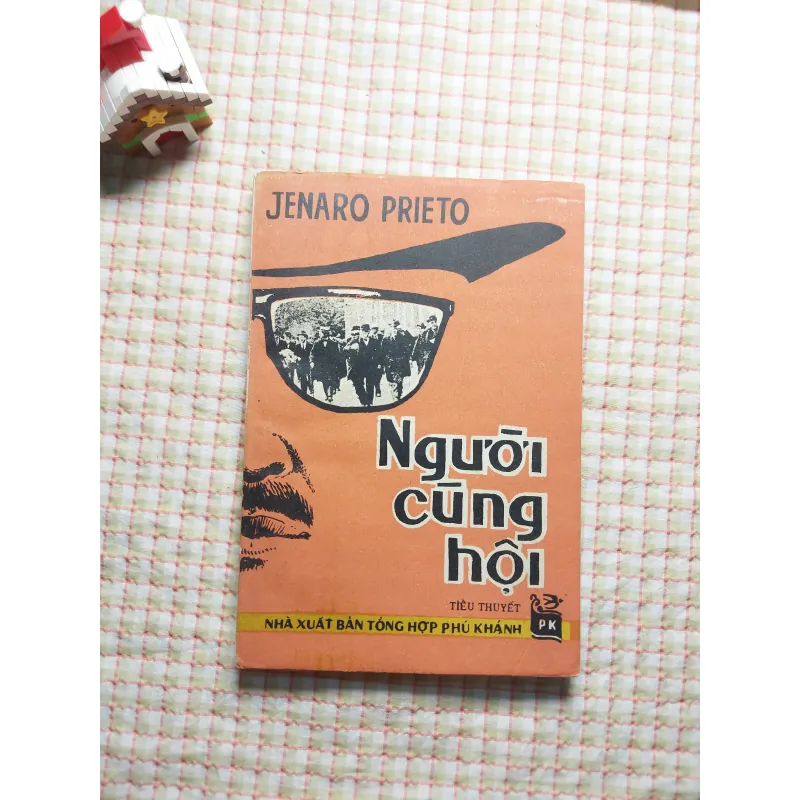 JENARO PRIETO
Người
cùng
hội
TIỂU THUYẾT
PK
NHÀ XUẤT BẢN TỔNG HỢP PHÚ KHÁNH